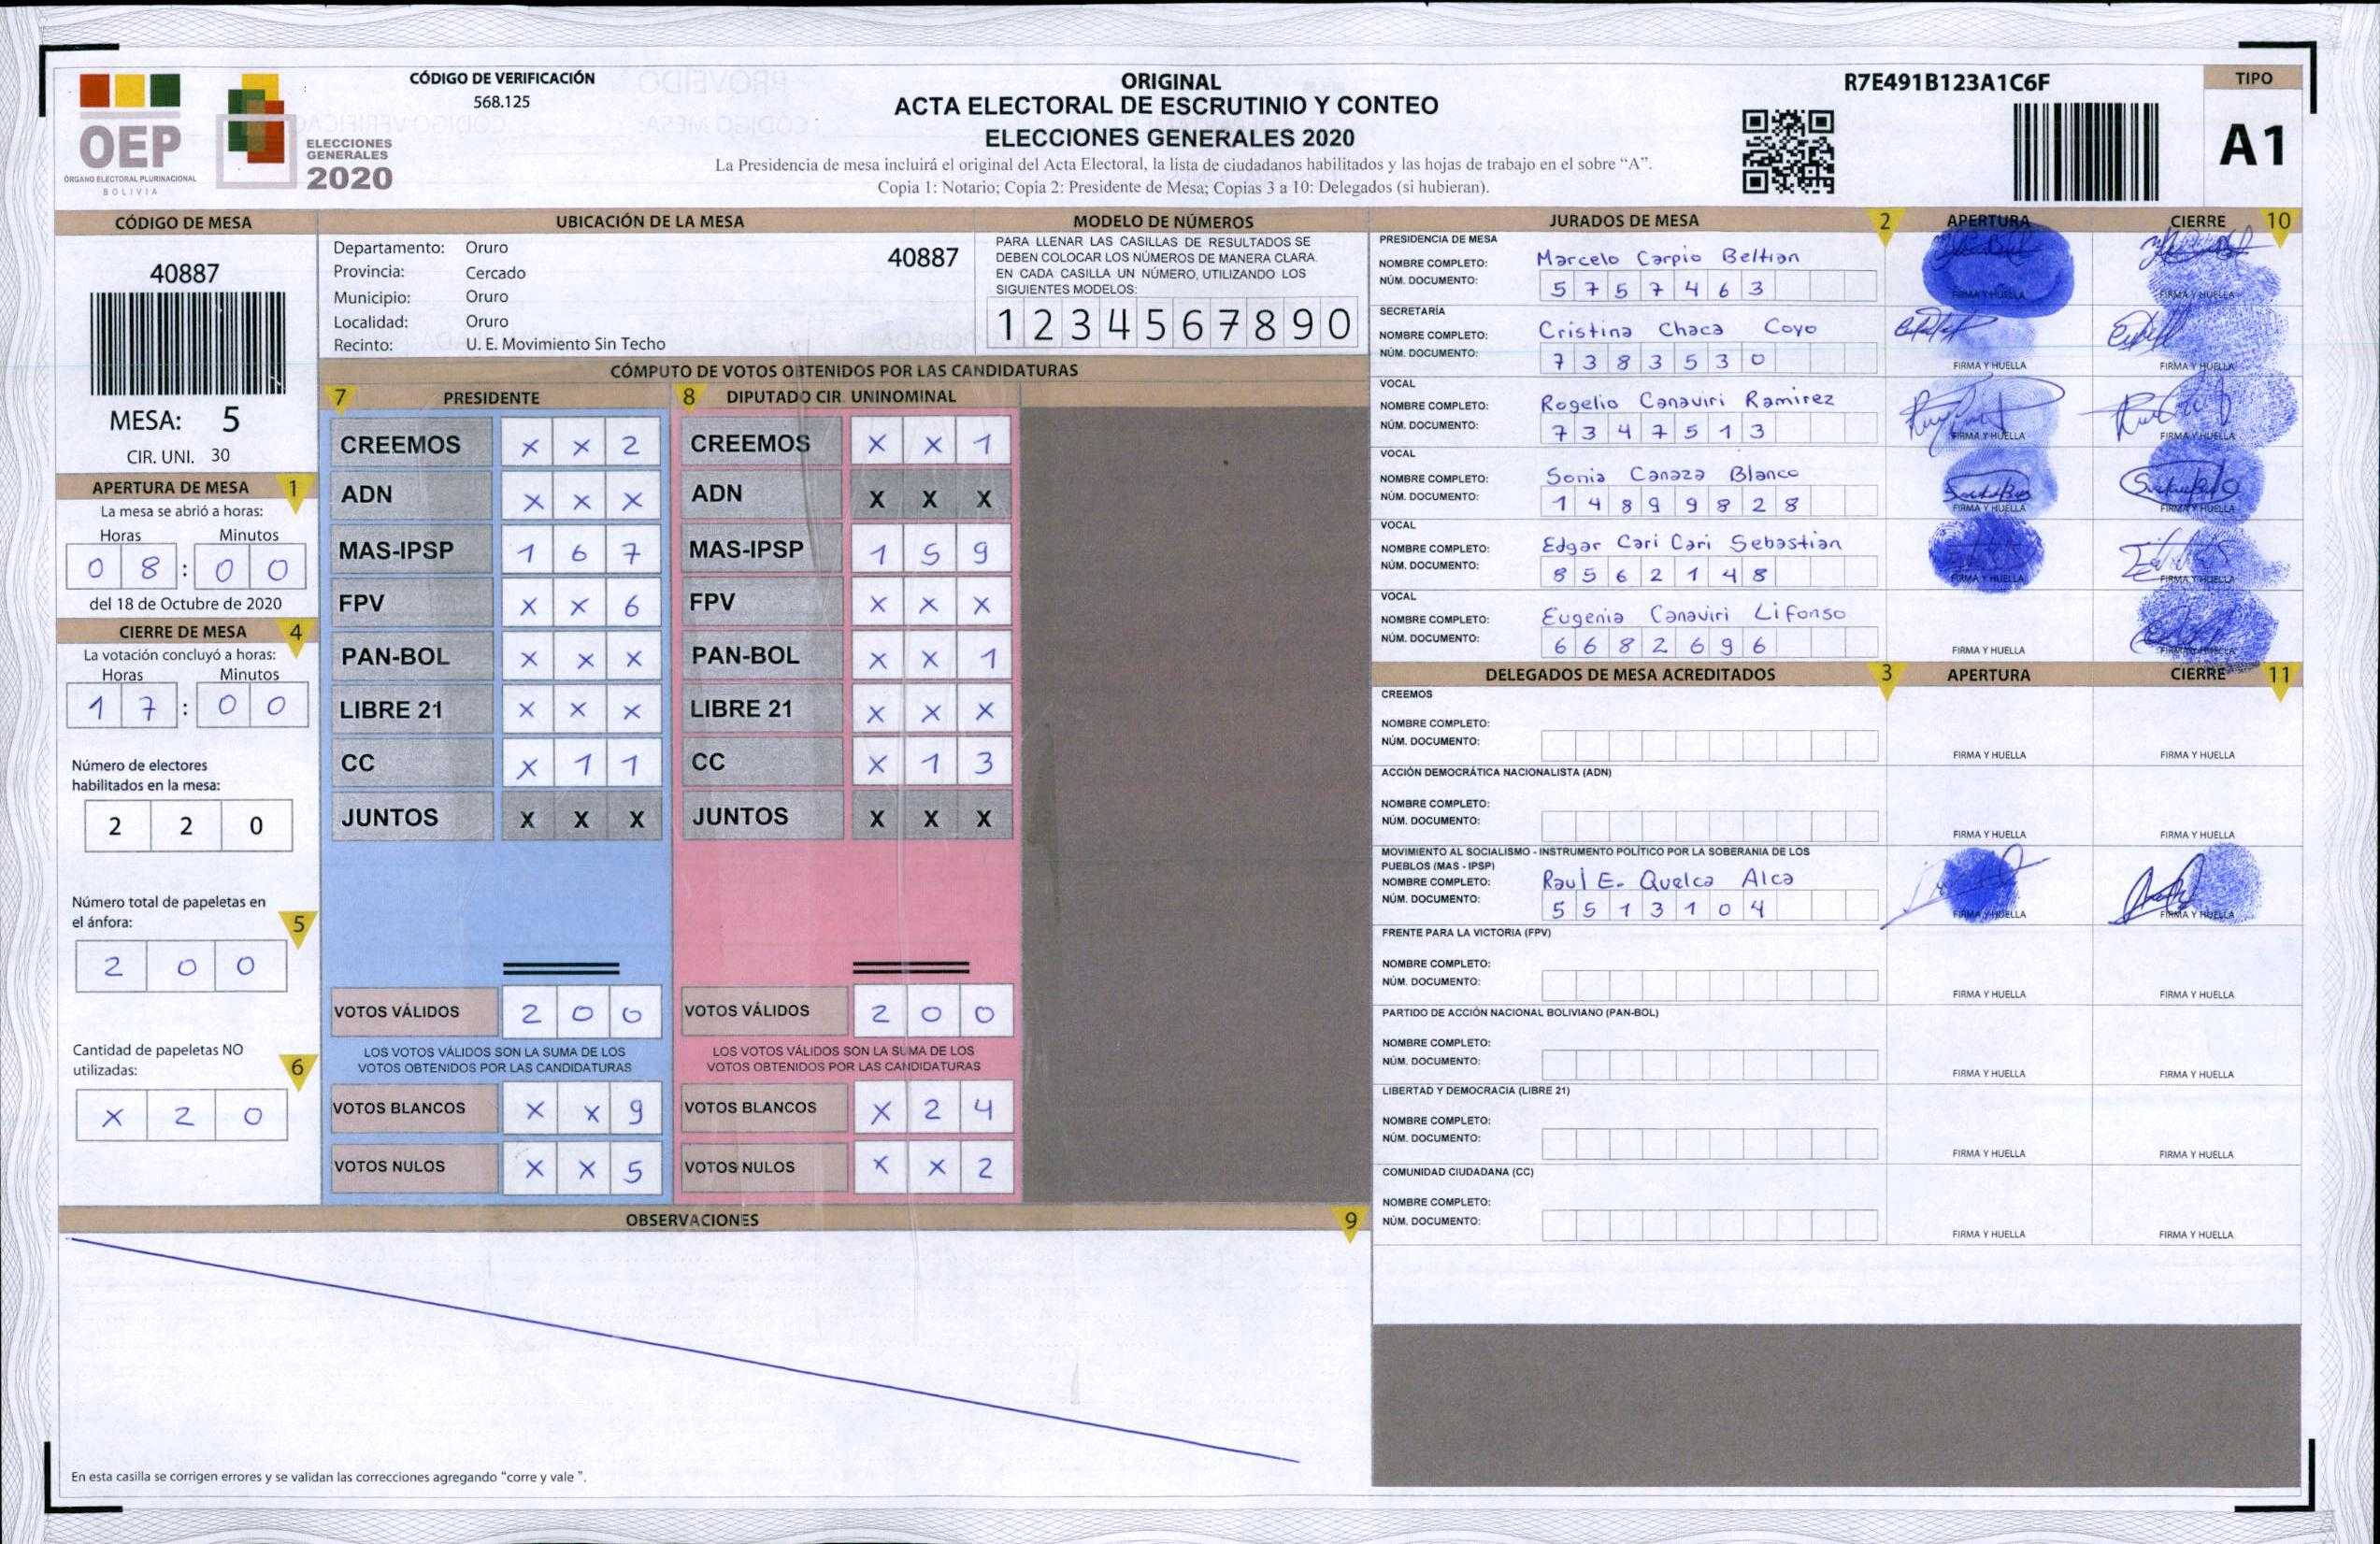 CÓDIGO DE VERIFICACIÓN
568.125
OEP
ÓRGANO ELECTORAL PLURINACIONAL
BOLIVIA
ELECCIONES
GENERALES
2020
ORIGINAL
ACTA ELECTORAL DE ESCRUTINIO Y CONTEO
ELECCIONES GENERALES 2020
La Presidencia de mesa incluirá el original del Acta Electoral, la lista de ciudadanos habilitados y las hojas de trabajo en el sobre “A”.
Copia 1: Notario; Copia 2: Presidente de Mesa; Copias 3 a 10: Delegados (si hubieran).
R7E491B123A1C6F
TIPO
A1
CÓDIGO DE MESA
40887
MESA: 5
CIR. UNI. 30
APERTURA DE MESA 1
La mesa se abrió a horas:
Horas Minutos
0 8 : 0 0
del 18 de Octubre de 2020
CIERRE DE MESA 4
La votación concluyó a horas:
Horas Minutos
1 7 : 0 0
Número de electores
habilitados en la mesa:
2 2 0
Número total de papeletas en
el ánfora: 5
2 0 0
Cantidad de papeletas NO
utilizadas: 6
X 2 0
UBICACIÓN DE LA MESA
Departamento: Oruro 40887
Provincia: Cercado
Municipio: Oruro
Localidad: Oruro
Recinto: U. E. Movimiento Sin Techo
MODELO DE NÚMEROS
PARA LLENAR LAS CASILLAS DE RESULTADOS SE
DEBEN COLOCAR LOS NÚMEROS DE MANERA CLARA.
EN CADA CASILLA UN NÚMERO, UTILIZANDO LOS
SIGUIENTES MODELOS:
1 2 3 4 5 6 7 8 9 0
CÓMPUTO DE VOTOS OBTENIDOS POR LAS CANDIDATURAS
7 PRESIDENTE
CREEMOS X X 2
ADN X X X
MAS-IPSP 1 6 7
FPV X X 6
PAN-BOL X X X
LIBRE 21 X X X
CC X 1 1
JUNTOS X X X
VOTOS VÁLIDOS 2 0 0
LOS VOTOS VÁLIDOS SON LA SUMA DE LOS
VOTOS OBTENIDOS POR LAS CANDIDATURAS
VOTOS BLANCOS X X 9
VOTOS NULOS X X 5
8 DIPUTADO CIR. UNINOMINAL
CREEMOS X X 1
ADN X X X
MAS-IPSP 1 5 9
FPV X X X
PAN-BOL X X 1
LIBRE 21 X X X
CC X 1 3
JUNTOS X X X
VOTOS VÁLIDOS 2 0 0
LOS VOTOS VÁLIDOS SON LA SUMA DE LOS
VOTOS OBTENIDOS POR LAS CANDIDATURAS
VOTOS BLANCOS X 2 4
VOTOS NULOS X X 2
OBSERVACIONES 9
En esta casilla se corrigen errores y se validan las correcciones agregando “corre y vale ”.
JURADOS DE MESA 2 APERTURA CIERRE 10
PRESIDENCIA DE MESA
NOMBRE COMPLETO: Marcelo Carpio Beltran
NÚM. DOCUMENTO: 5 7 5 7 4 6 3
FIRMA Y HUELLA FIRMA Y HUELLA
SECRETARÍA
NOMBRE COMPLETO: Cristina Chaca Coyo
NÚM. DOCUMENTO: 7 3 8 3 5 3 0
FIRMA Y HUELLA FIRMA Y HUELLA
VOCAL
NOMBRE COMPLETO: Rogelio Canaviri Ramirez
NÚM. DOCUMENTO: 7 3 4 7 5 1 3
FIRMA Y HUELLA FIRMA Y HUELLA
VOCAL
NOMBRE COMPLETO: Sonia Canaza Blanco
NÚM. DOCUMENTO: 1 4 8 9 9 8 2 8
FIRMA Y HUELLA FIRMA Y HUELLA
VOCAL
NOMBRE COMPLETO: Edgar Cari Cari Sebastian
NÚM. DOCUMENTO: 8 5 6 2 1 4 8
FIRMA Y HUELLA FIRMA Y HUELLA
VOCAL
NOMBRE COMPLETO: Eugenia Canaviri Lifonso
NÚM. DOCUMENTO: 6 6 8 2 6 9 6
FIRMA Y HUELLA FIRMA Y HUELLA
DELEGADOS DE MESA ACREDITADOS 3 APERTURA CIERRE 11
CREEMOS
NOMBRE COMPLETO:
NÚM. DOCUMENTO:
FIRMA Y HUELLA FIRMA Y HUELLA
ACCIÓN DEMOCRÁTICA NACIONALISTA (ADN)
NOMBRE COMPLETO:
NÚM. DOCUMENTO:
FIRMA Y HUELLA FIRMA Y HUELLA
MOVIMIENTO AL SOCIALISMO - INSTRUMENTO POLÍTICO POR LA SOBERANIA DE LOS
PUEBLOS (MAS - IPSP)
NOMBRE COMPLETO: Raul E. Quelca Alca
NÚM. DOCUMENTO: 5 5 1 3 1 0 4
FIRMA Y HUELLA FIRMA Y HUELLA
FRENTE PARA LA VICTORIA (FPV)
NOMBRE COMPLETO:
NÚM. DOCUMENTO:
FIRMA Y HUELLA FIRMA Y HUELLA
PARTIDO DE ACCIÓN NACIONAL BOLIVIANO (PAN-BOL)
NOMBRE COMPLETO:
NÚM. DOCUMENTO:
FIRMA Y HUELLA FIRMA Y HUELLA
LIBERTAD Y DEMOCRACIA (LIBRE 21)
NOMBRE COMPLETO:
NÚM. DOCUMENTO:
FIRMA Y HUELLA FIRMA Y HUELLA
COMUNIDAD CIUDADANA (CC)
NOMBRE COMPLETO:
NÚM. DOCUMENTO:
FIRMA Y HUELLA FIRMA Y HUELLA